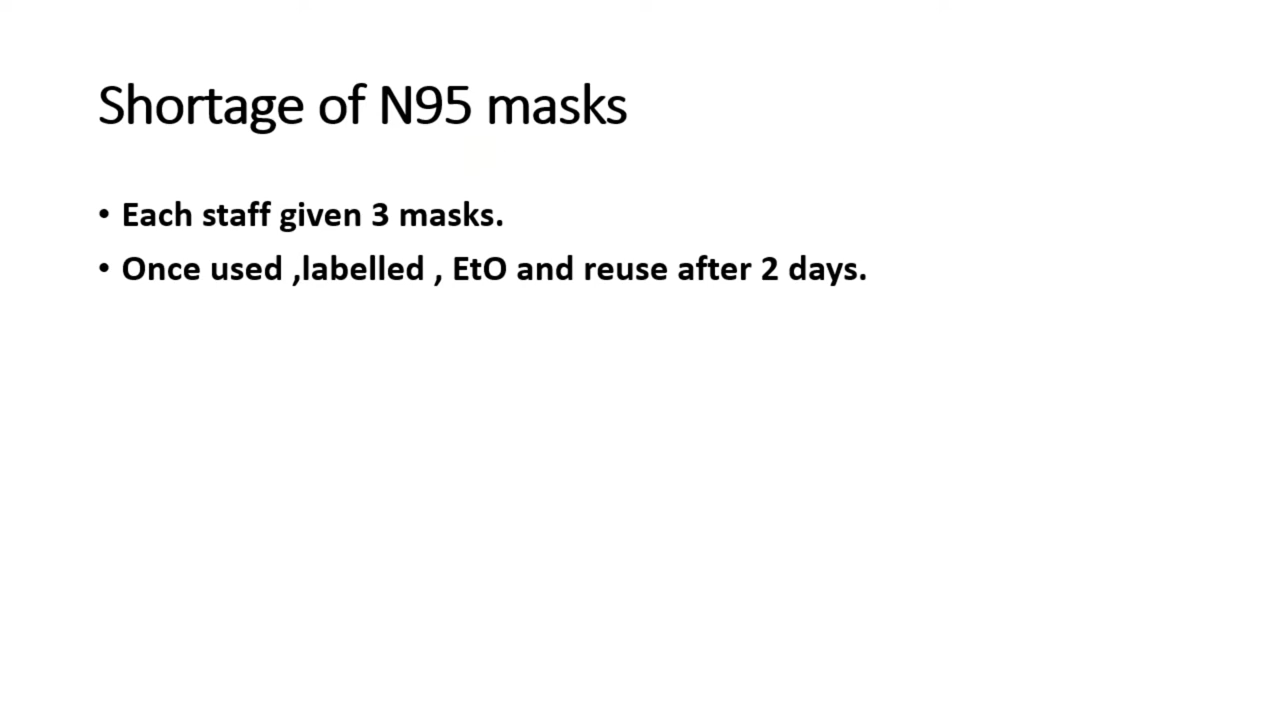 Shortage of N95 masks
• Each staff given 3 masks.
• Once used ,labelled , EtO and reuse after 2 days.